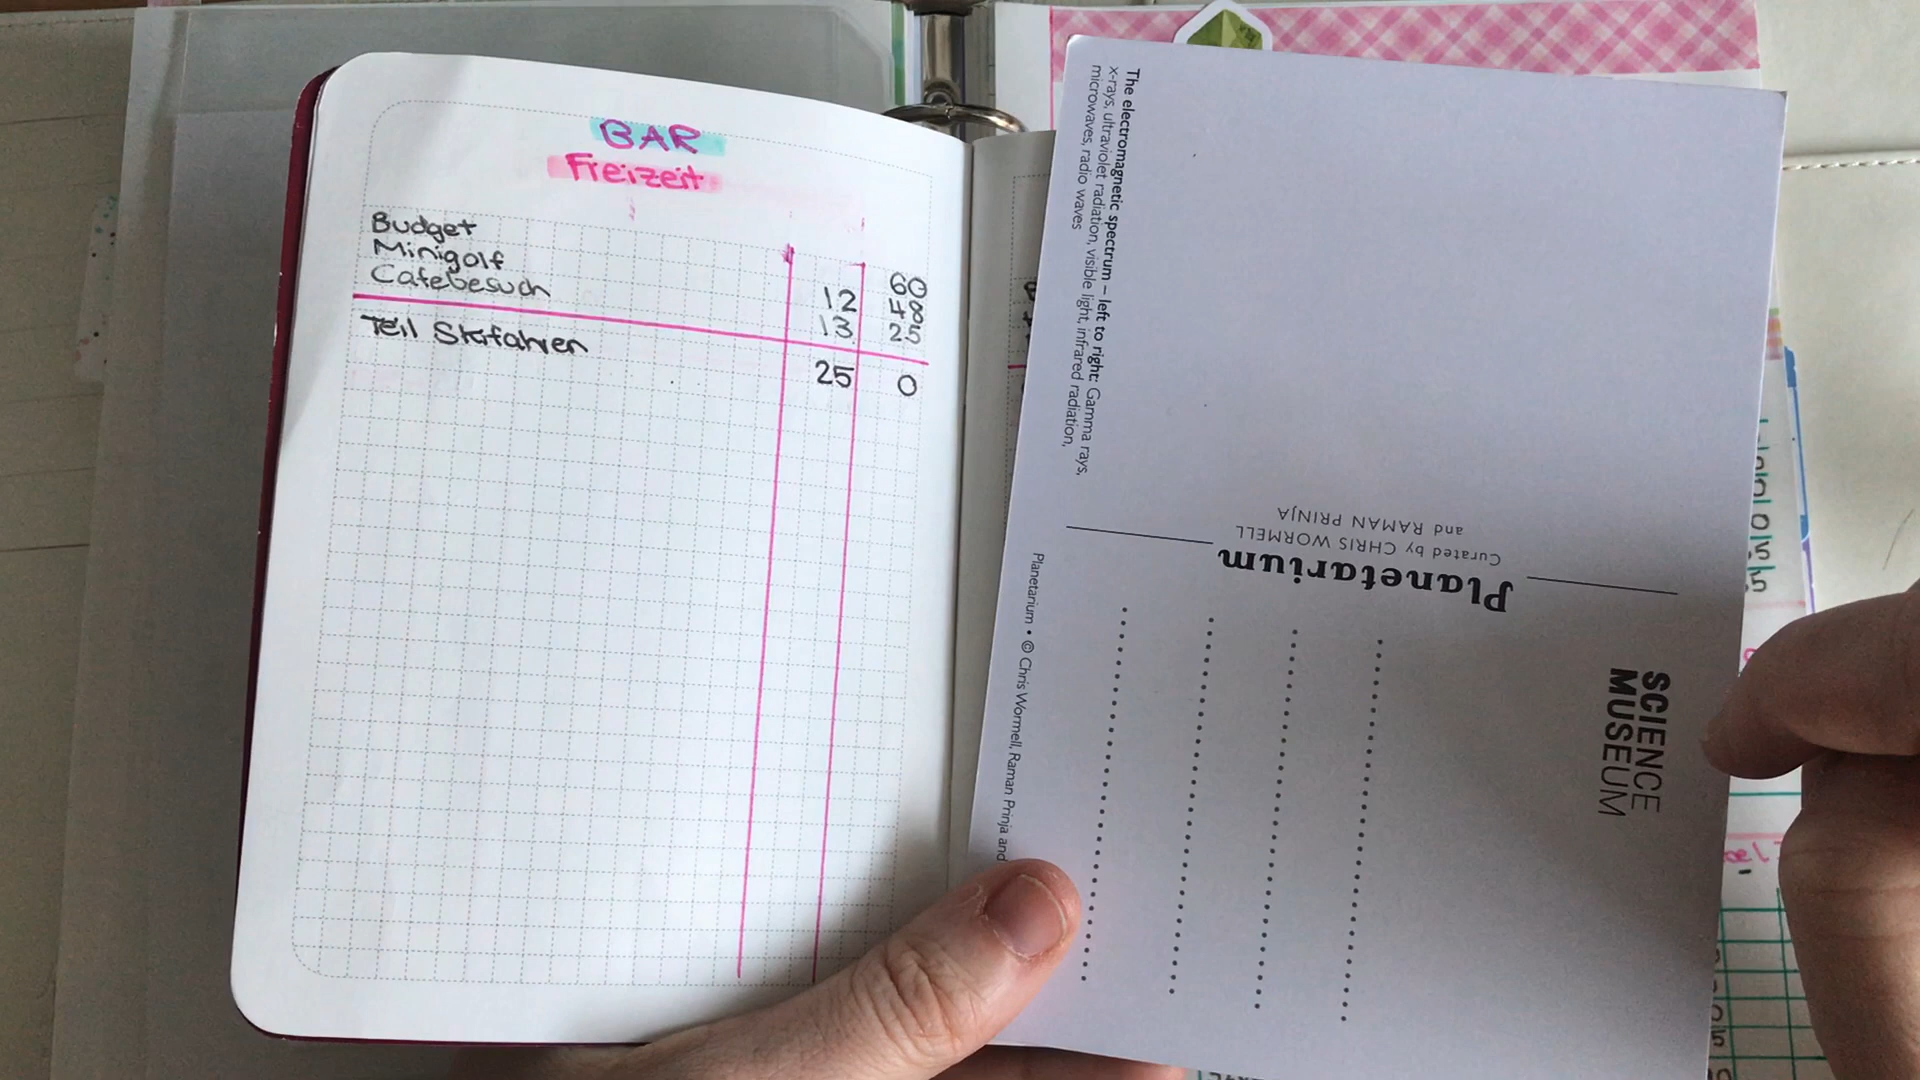 BAR
Freizeit
Budget 60
Minigolf 12 48
Cafebesuch 13 25
Teil Skifahren 25 0
The electromagnetic spectrum – left to right: Gamma rays,
x-rays, ultraviolet radiation, visible light, infrared radiation,
microwaves, radio waves
Planetarium
Curated by CHRIS WORMELL
and RAMAN PRINJA
Planetarium • © Chris Wormell, Raman Prinja and
SCIENCE
MUSEUM